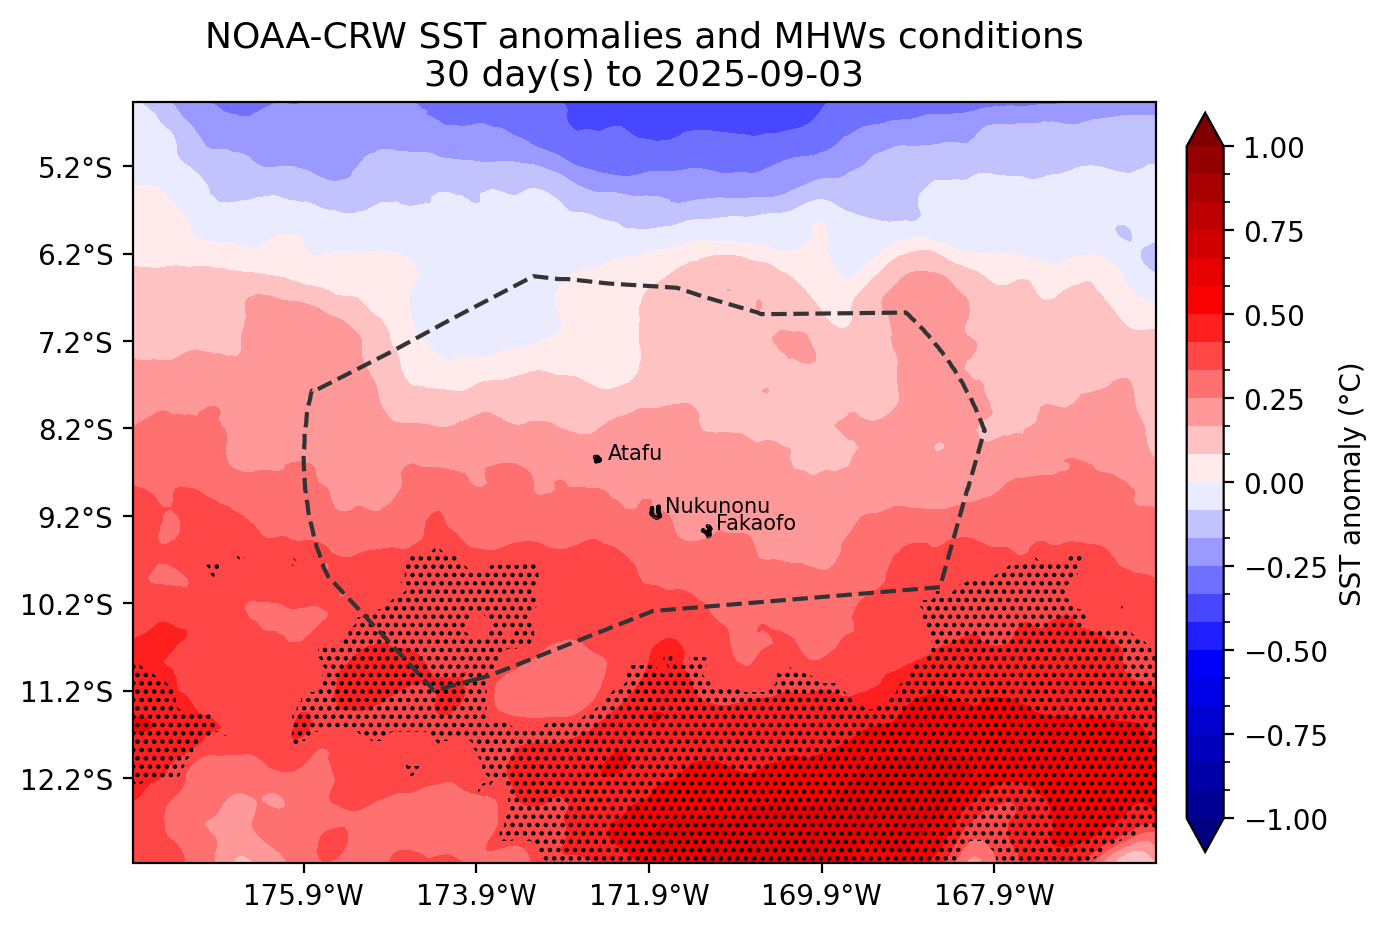 NOAA-CRW SST anomalies and MHWs conditions
30 day(s) to 2025-09-03
5.2°S
6.2°S
7.2°S
8.2°S
9.2°S
10.2°S
11.2°S
12.2°S
Atafu
Nukunonu
Fakaofo
175.9°W
173.9°W
171.9°W
169.9°W
167.9°W
1.00
0.75
0.50
0.25
0.00
−0.25
−0.50
−0.75
−1.00
SST anomaly (°C)